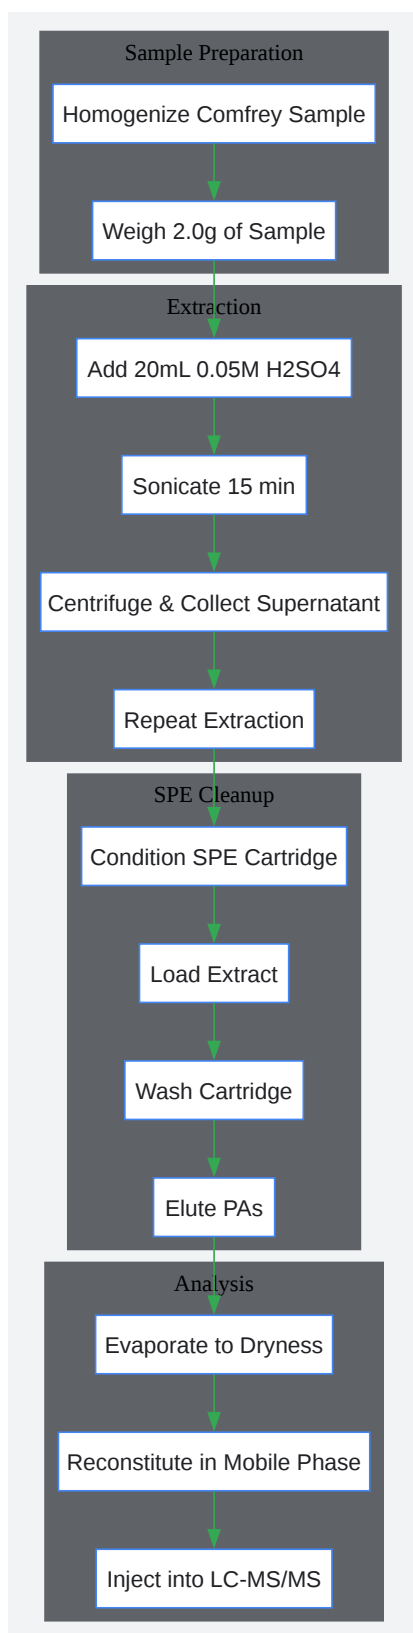 Sample Preparation
Homogenize Comfrey Sample
Weigh 2.0g of Sample
Extraction
Add 20mL 0.05M H2SO4
Sonicate 15 min
Centrifuge & Collect Supernatant
Repeat Extraction
SPE Cleanup
Condition SPE Cartridge
Load Extract
Wash Cartridge
Elute PAs
Analysis
Evaporate to Dryness
Reconstitute in Mobile Phase
Inject into LC-MS/MS